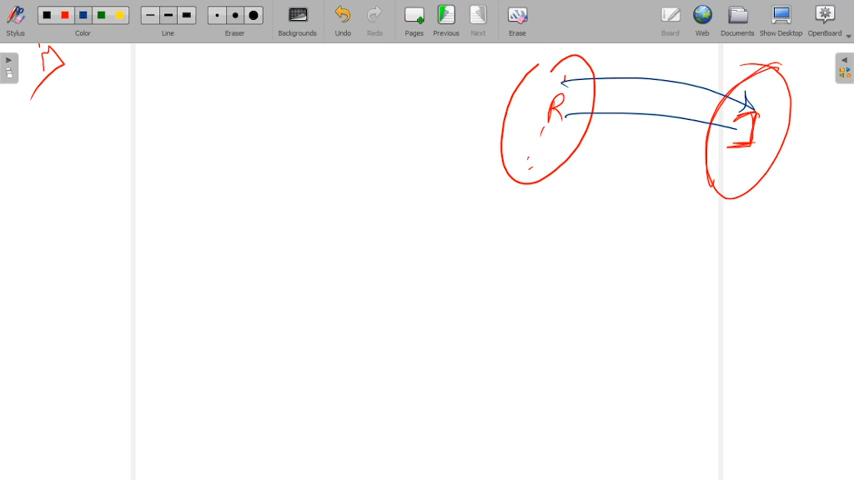 Stylus
Color
Line
Eraser
Backgrounds
Undo
Redo
Pages
Previous
Next
Erase
Board
Web
Documents
Show Desktop
OpenBoard
R